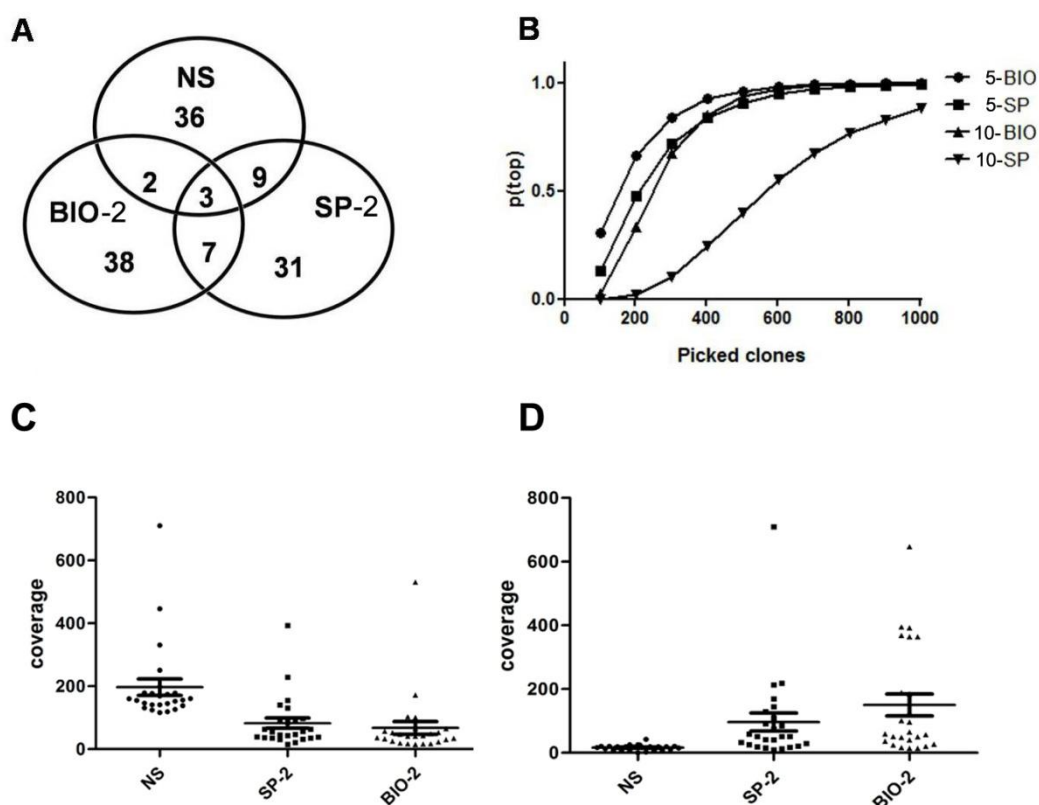 A
NS
36
2
3
9
BIO-2
SP-2
38
7
31
B
p(top)
1.0
0.5
0.0
0
200
400
600
800
1000
Picked clones
5-BIO
5-SP
10-BIO
10-SP
C
coverage
800
600
400
200
0
NS
SP-2
BIO-2
D
coverage
800
600
400
200
0
NS
SP-2
BIO-2